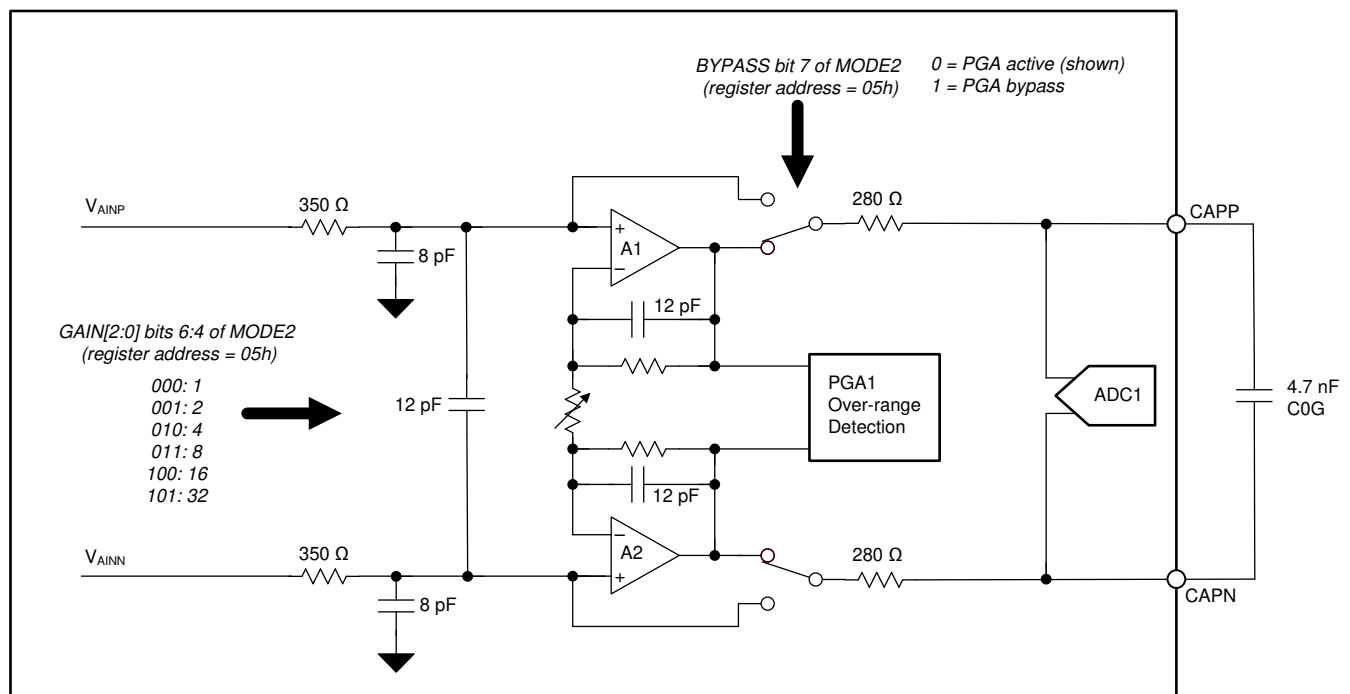 BYPASS bit 7 of MODE2
(register address = 05h)
0 = PGA active (shown)
1 = PGA bypass
V_AINP
350 Ω
8 pF
+
A1
−
280 Ω
CAPP
12 pF
GAIN[2:0] bits 6:4 of MODE2
(register address = 05h)
000: 1
001: 2
010: 4
011: 8
100: 16
101: 32
12 pF
PGA1
Over-range
Detection
ADC1
4.7 nF
C0G
12 pF
−
A2
+
V_AINN
350 Ω
8 pF
280 Ω
CAPN